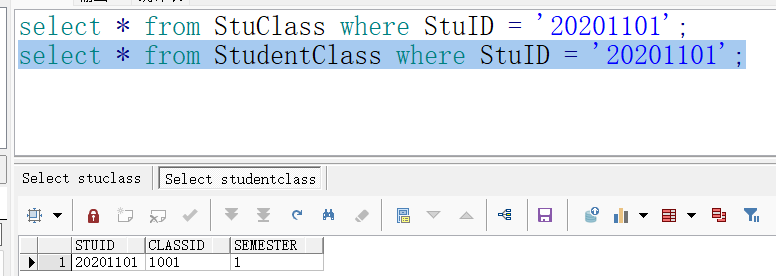 select * from StuClass where StuID = '20201101';
select * from StudentClass where StuID = '20201101';
Select stuclass Select studentclass
STUID CLASSID SEMESTER
1 20201101 1001 1